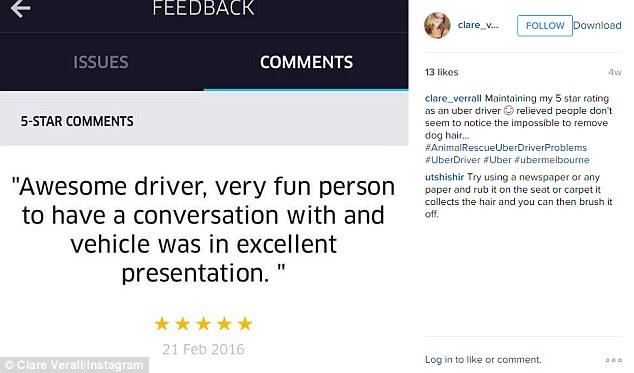 FEEDBACK
ISSUES
COMMENTS
5-STAR COMMENTS
"Awesome driver, very fun person
to have a conversation with and
vehicle was in excellent
presentation. "
21 Feb 2016
© Clare Verall/Instagram
clare_v...
FOLLOW
Download
13 likes
4w
clare_verrall Maintaining my 5 star rating
as an uber driver ☺ relieved people don't
seem to notice the impossible to remove
dog hair...
#AnimalRescueUberDriverProblems
#UberDriver #Uber #ubermelbourne
utshishir Try using a newspaper or any
paper and rub it on the seat or carpet it
collects the hair and you can then brush it
off.
Log in to like or comment.